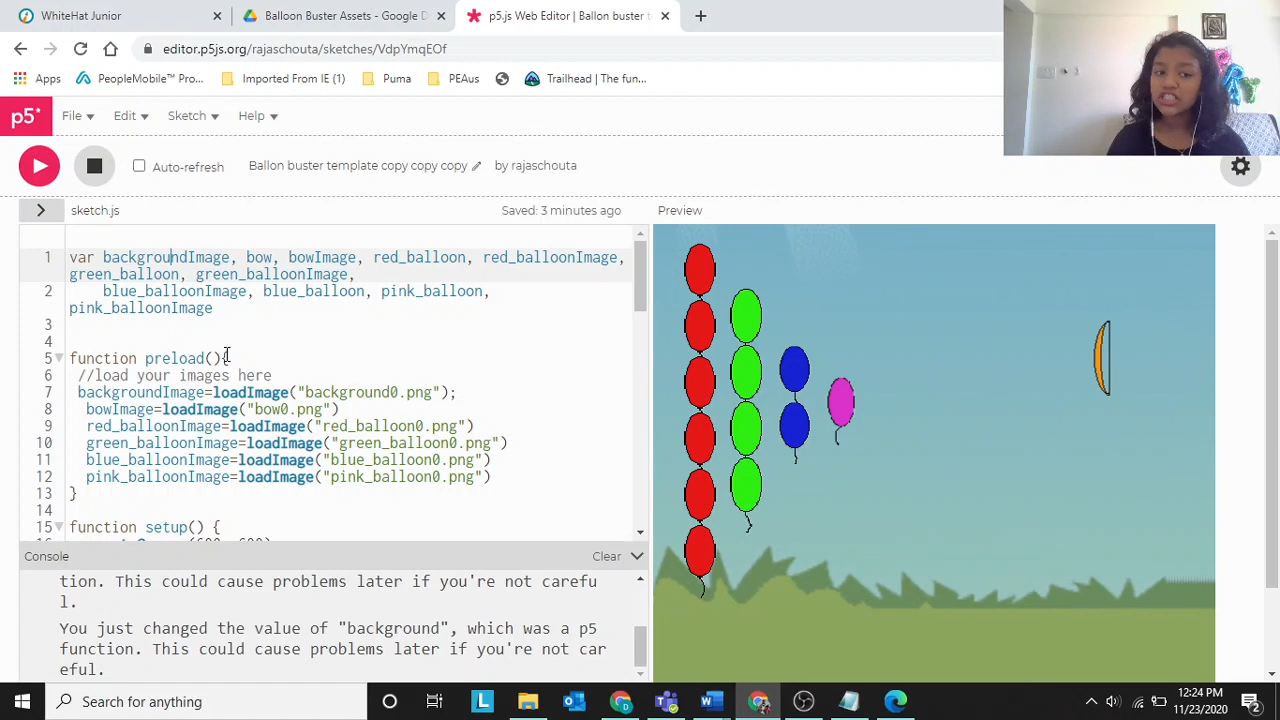 WhiteHat Junior
Balloon Buster Assets - Google D
p5.js Web Editor | Ballon buster t
editor.p5js.org/rajaschouta/sketches/VdpYmqEOf
Apps
PeopleMobile™ Pro...
Imported From IE (1)
Puma
PEAus
Trailhead | The fun...
p5*
File
Edit
Sketch
Help
Auto-refresh
Ballon buster template copy copy copy
by rajaschouta
sketch.js
Saved: 3 minutes ago
Preview
1 var backgroundImage, bow, bowImage, red_balloon, red_balloonImage,
green_balloon, green_balloonImage,
2 blue_balloonImage, blue_balloon, pink_balloon,
pink_balloonImage
3
4
5 function preload(){
6 //load your images here
7 backgroundImage=loadImage("background0.png");
8 bowImage=loadImage("bow0.png")
9 red_balloonImage=loadImage("red_balloon0.png")
10 green_balloonImage=loadImage("green_balloon0.png")
11 blue_balloonImage=loadImage("blue_balloon0.png")
12 pink_balloonImage=loadImage("pink_balloon0.png")
13 }
14
15 function setup() {
Console
Clear
tion. This could cause problems later if you're not carefu
l.
You just changed the value of "background", which was a p5
function. This could cause problems later if you're not car
eful.
Search for anything
12:24 PM
11/23/2020
2